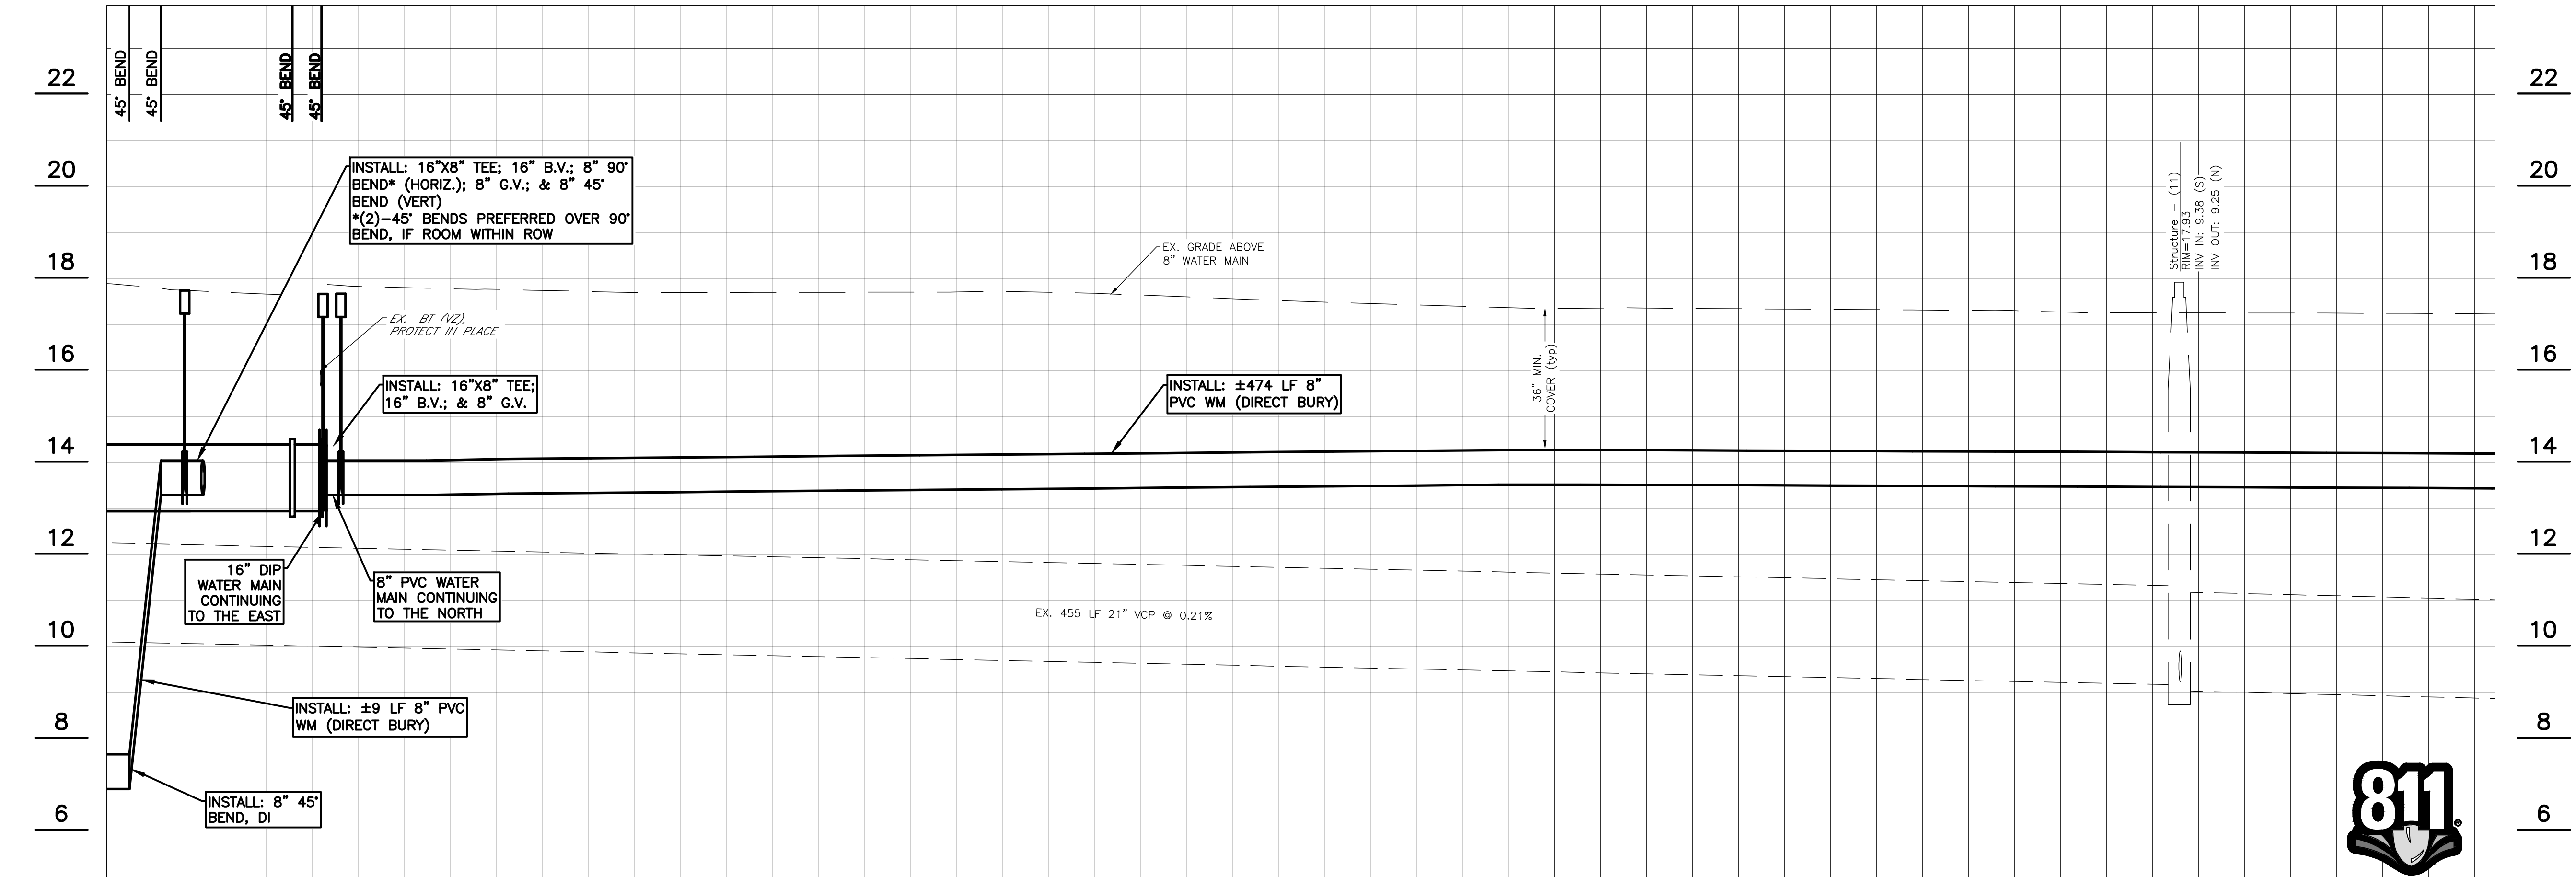 45° BEND
45° BEND
45° BEND
45° BEND
22
22
20
20
18
18
16
16
14
14
12
12
10
10
8
8
6
6
INSTALL: 16"X8" TEE; 16" B.V.; 8" 90°
BEND* (HORIZ.); 8" G.V.; & 8" 45°
BEND (VERT)
*(2)-45° BENDS PREFERRED OVER 90°
BEND, IF ROOM WITHIN ROW
EX. GRADE ABOVE
8" WATER MAIN
Structure - (11)
RIM=17.93
INV IN: 9.38 (S)
INV OUT: 9.25 (N)
EX. BT (VZ),
PROTECT IN PLACE
INSTALL: 16"X8" TEE;
16" B.V.; & 8" G.V.
INSTALL: ±474 LF 8"
PVC WM (DIRECT BURY)
36" MIN.
COVER (typ)
16" DIP
WATER MAIN
CONTINUING
TO THE EAST
8" PVC WATER
MAIN CONTINUING
TO THE NORTH
EX. 455 LF 21" VCP @ 0.21%
INSTALL: ±9 LF 8" PVC
WM (DIRECT BURY)
INSTALL: 8" 45°
BEND, DI
811®